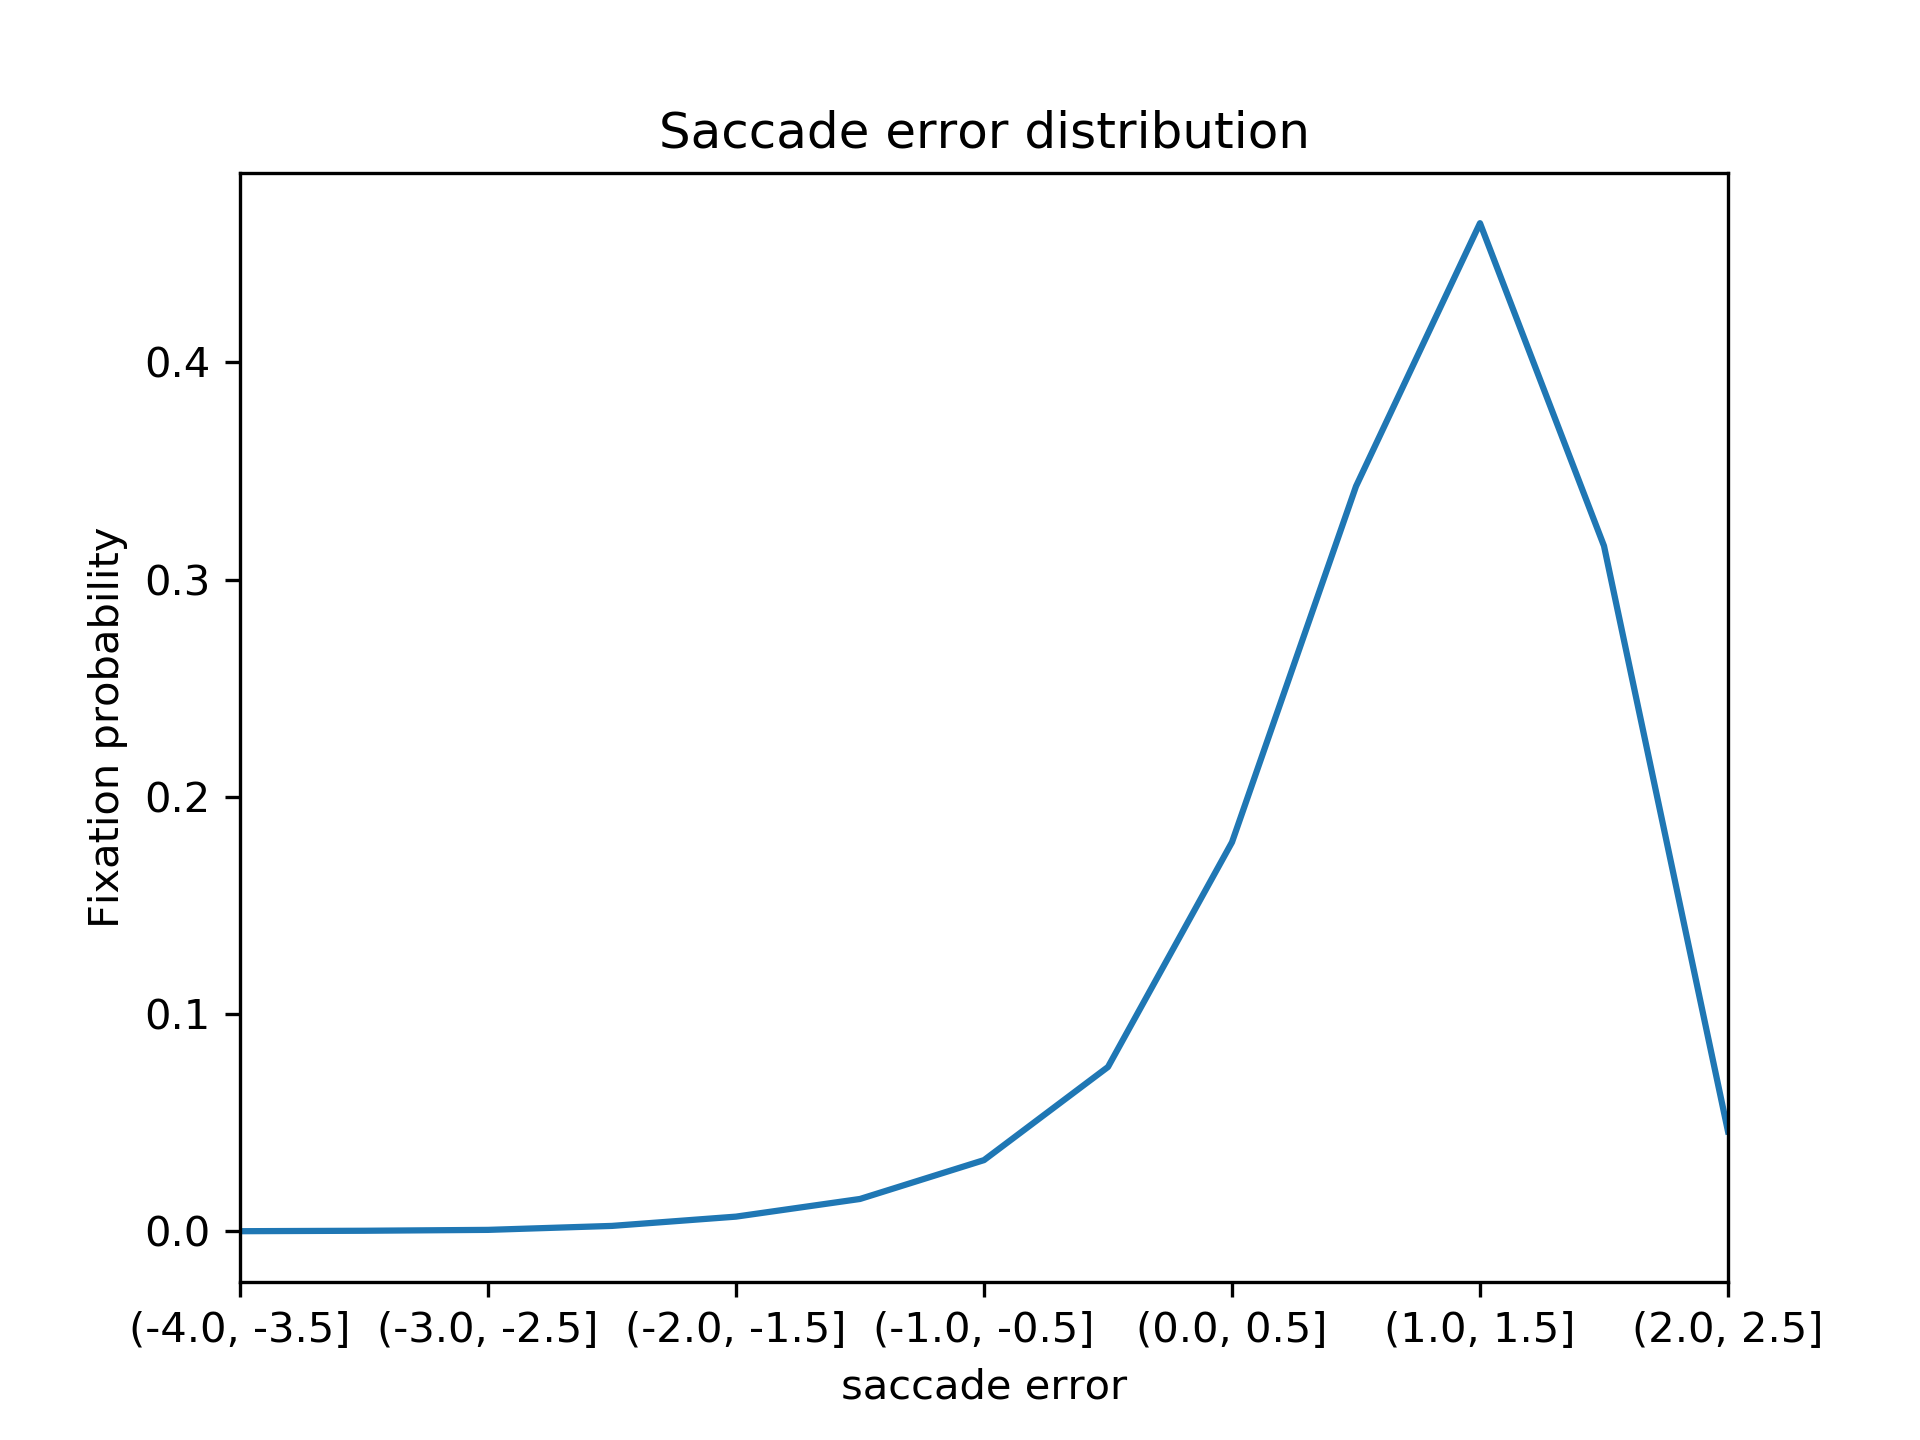 Saccade error distribution
Fixation probability
0.4
0.3
0.2
0.1
0.0
(-4.0, -3.5] (-3.0, -2.5] (-2.0, -1.5] (-1.0, -0.5] (0.0, 0.5] (1.0, 1.5] (2.0, 2.5]
saccade error